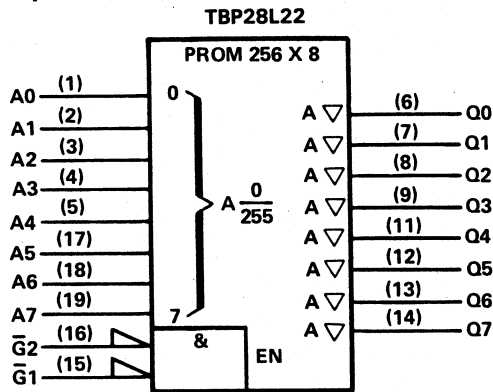 TBP28L22
PROM 256 X 8
A0 (1) 0 A ▽ (6) Q0
A1 (2) A ▽ (7) Q1
A2 (3) A ▽ (8) Q2
A3 (4) A 0/255 A ▽ (9) Q3
A4 (5) A ▽ (11) Q4
A5 (17) A ▽ (12) Q5
A6 (18) A ▽ (13) Q6
A7 (19) 7 A ▽ (14) Q7
G̅2 (16) &
G̅1 (15) EN